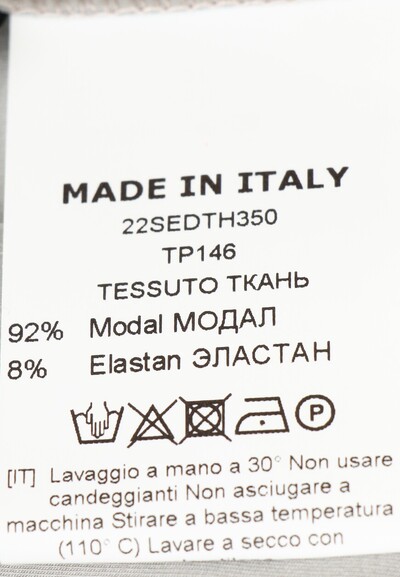 MADE IN ITALY
22SEDTH350
TP146
TESSUTO ТКАНЬ
92% Modal МОДАЛ
8% Elastan ЭЛАСТАН
P
[IT] Lavaggio a mano a 30° Non usare
candeggianti Non asciugare a
macchina Stirare a bassa temperatura
(110° C) Lavare a secco con